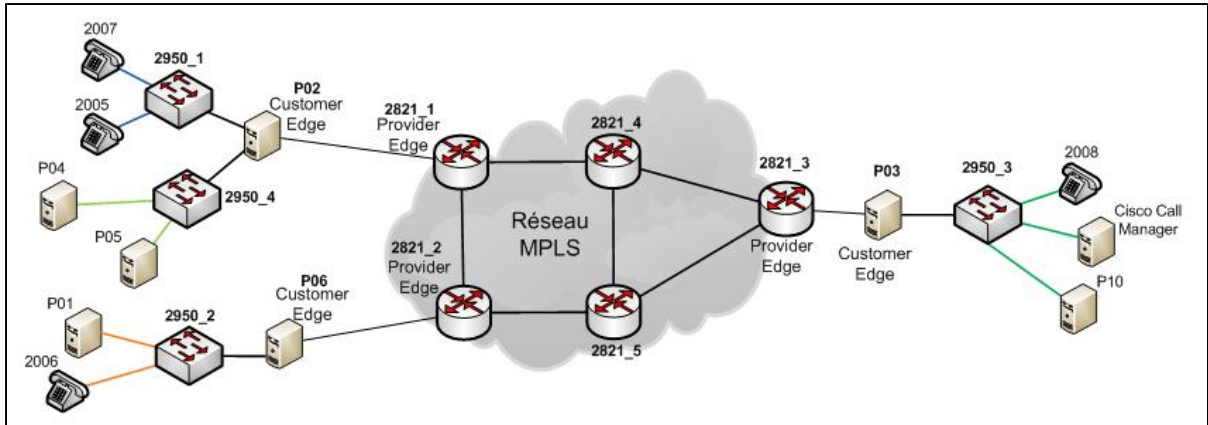 2007
2950_1
2005
P02
Customer
Edge
2821_1
Provider
Edge
2821_4
P04
2950_4
P05
Réseau
MPLS
2821_3
Provider
Edge
P03
Customer
Edge
2950_3
2008
Cisco Call
Manager
P10
2821_2
Provider
Edge
P06
Customer
Edge
P01
2950_2
2006
2821_5